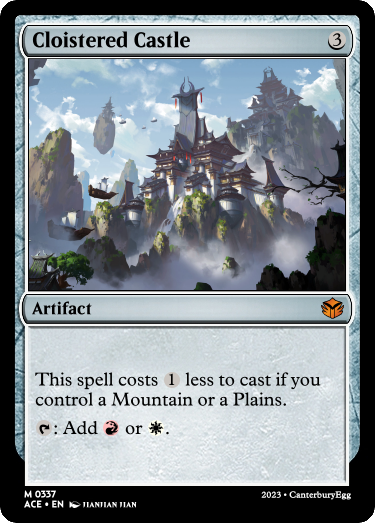 Cloistered Castle 3
Artifact
This spell costs 1 less to cast if you
control a Mountain or a Plains.
: Add or .
M 0337
ACE • EN JIANJIAN JIAN
2023 • CanterburyEgg